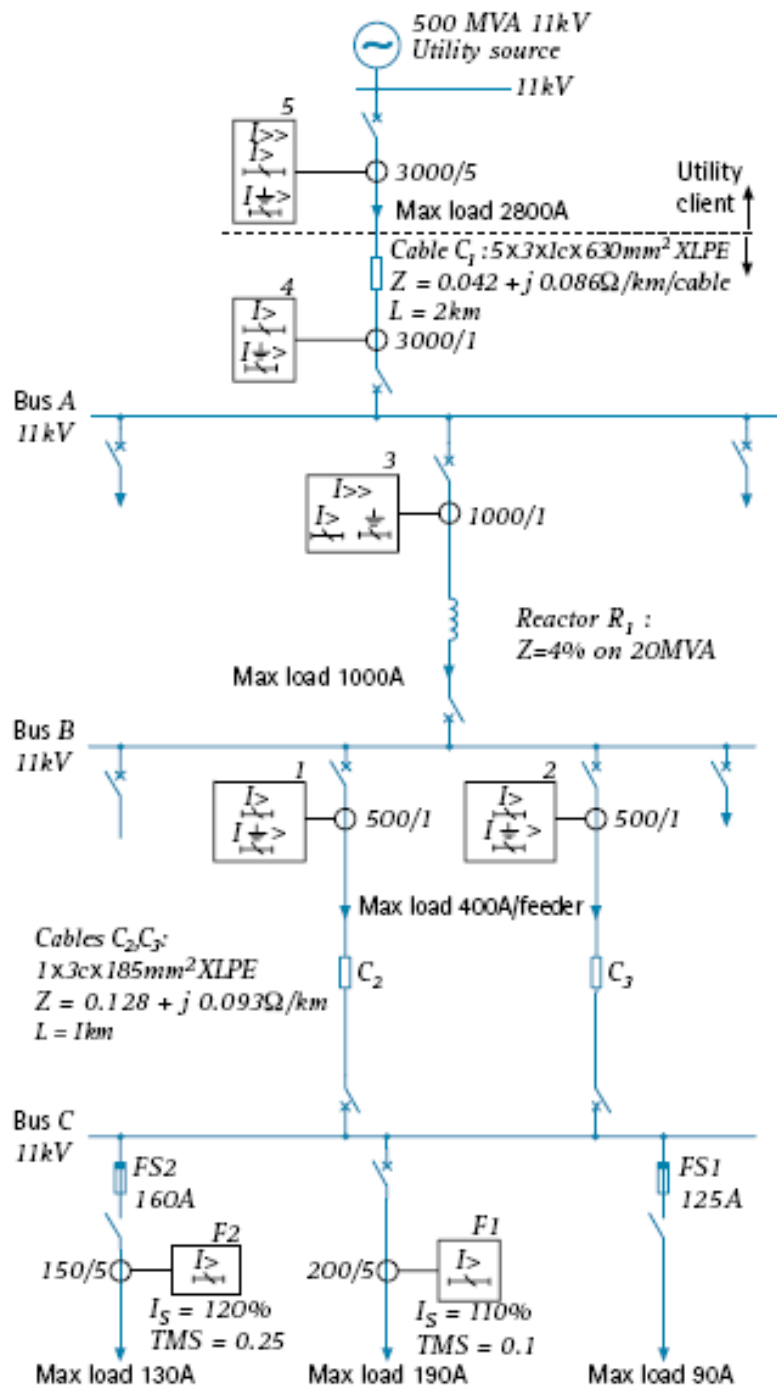 500 MVA 11kV
Utility source
11kV
5
I>>
I>
I>
3000/5
Max load 2800A
Utility
client
Cable C1 : 5x3x1c x 630mm² XLPE
Z = 0.042 + j 0.086Ω/km/cable
L = 2km
4
I>
I>
3000/1
Bus A
11kV
3
I>>
I>
1000/1
Reactor R1 :
Z=4% on 20MVA
Max load 1000A
Bus B
11kV
1
I>
I>
500/1
2
I>
I>
500/1
Max load 400A/feeder
Cables C2,C3:
1x3c x 185mm² XLPE
Z = 0.128 + j 0.093Ω/km
L = 1km
C2
C3
Bus C
11kV
FS2
160A
FS1
125A
F2
I>
150/5
IS = 120%
TMS = 0.25
F1
I>
200/5
IS = 110%
TMS = 0.1
Max load 130A
Max load 190A
Max load 90A